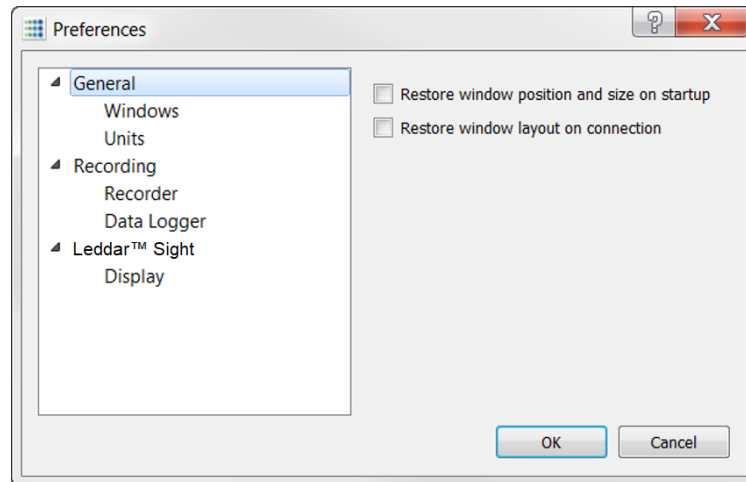 Preferences
General
Windows
Units
Recording
Recorder
Data Logger
Leddar™ Sight
Display
Restore window position and size on startup
Restore window layout on connection
OK
Cancel